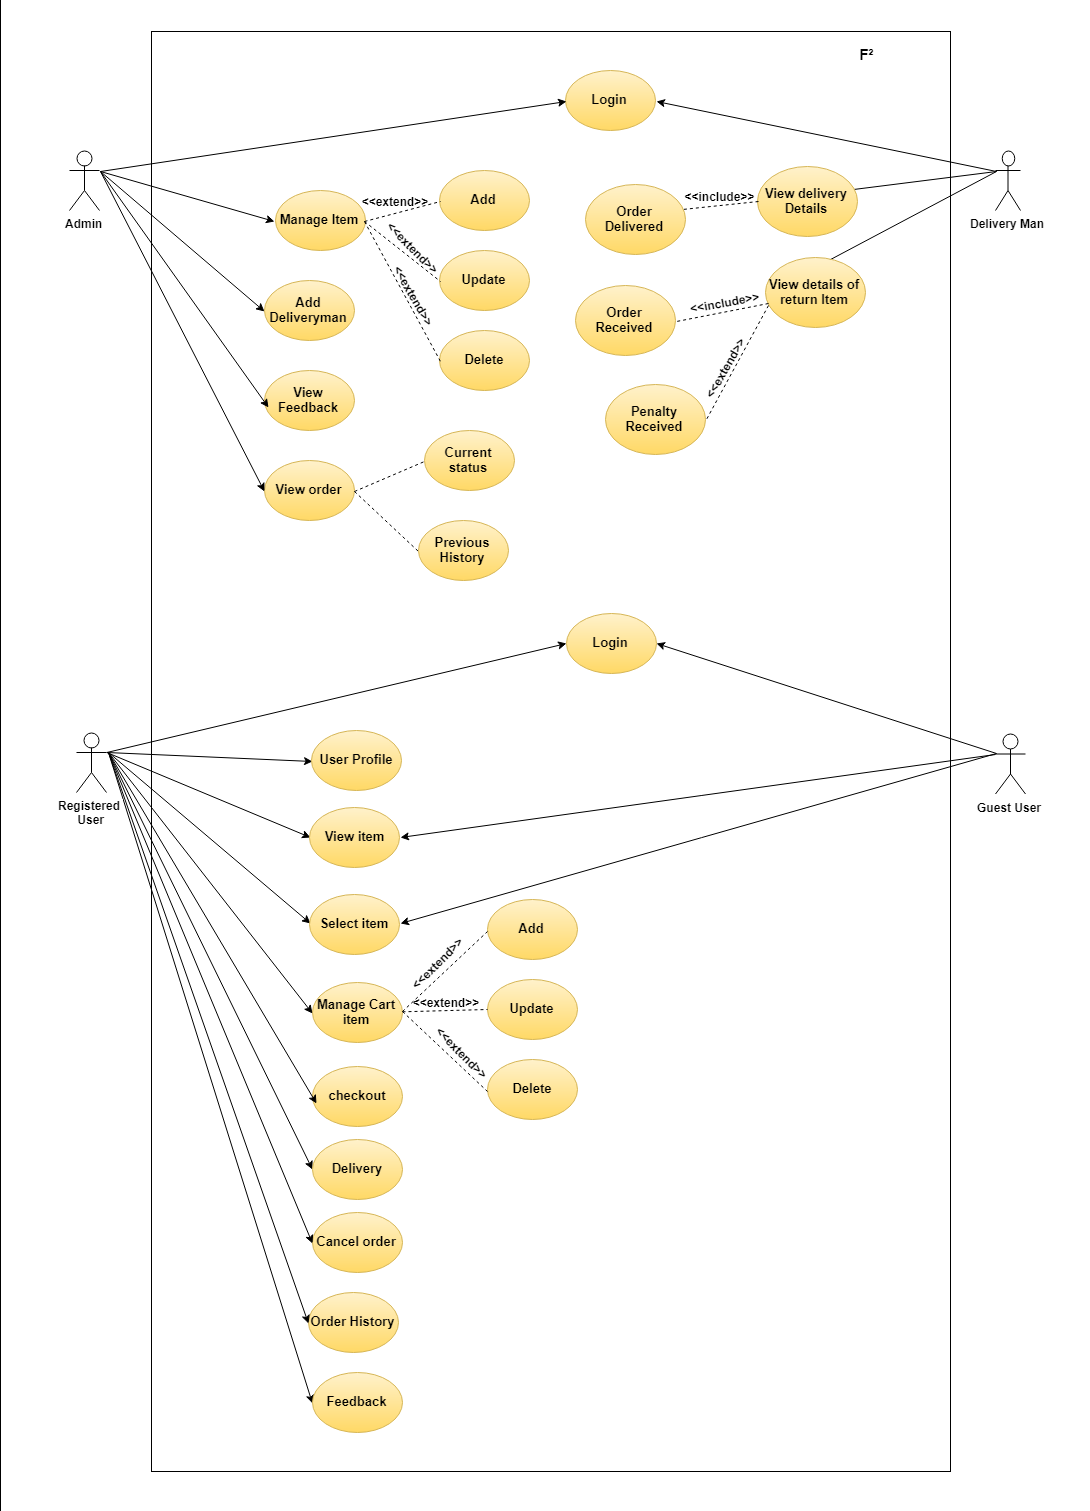 F²
Login
Admin
Delivery Man
Manage Item
<<extend>>
Add
<<extend>>
Update
<<extend>>
Delete
Order
Delivered
<<include>>
View delivery
Details
View details of
return Item
Order
Received
<<include>>
<<extend>>
Penalty
Received
Add
Deliveryman
View
Feedback
View order
Current
status
Previous
History
Login
Registered
User
Guest User
User Profile
View item
Select item
Manage Cart
item
<<extend>>
Add
<<extend>>
Update
<<extend>>
Delete
checkout
Delivery
Cancel order
Order History
Feedback